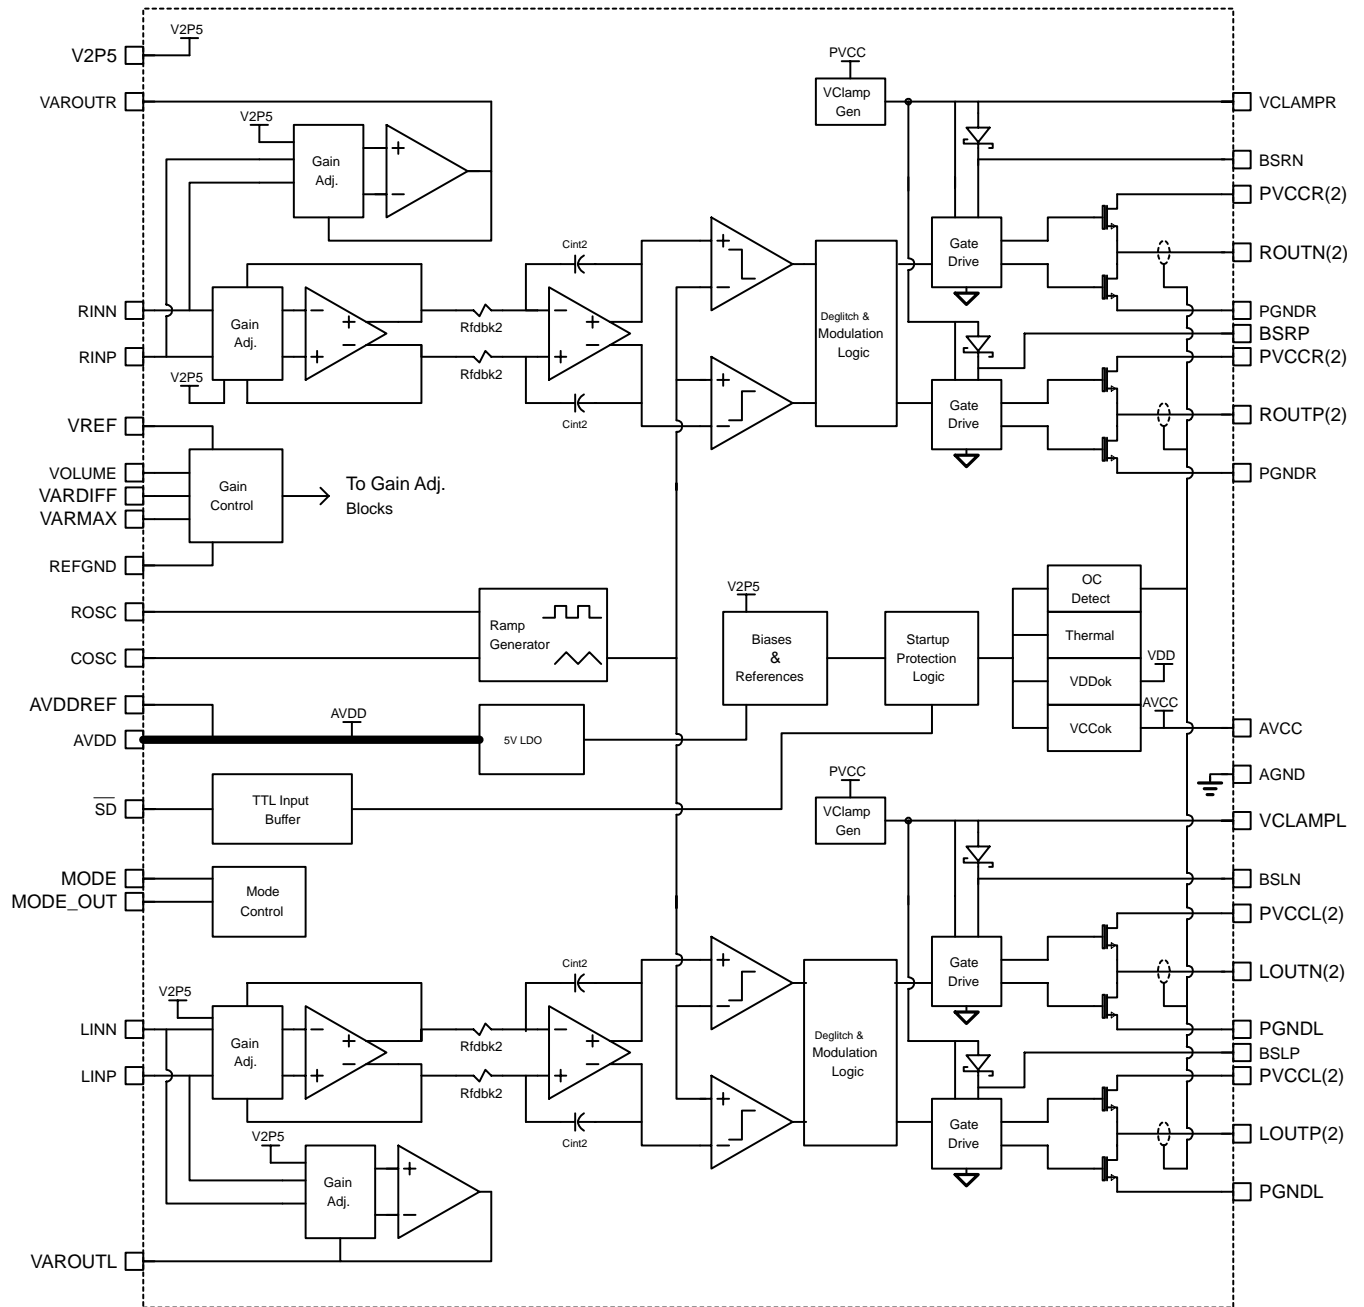 V2P5
V2P5
VAROUTR
V2P5
Gain
Adj.
+
−
PVCC
VClamp
Gen
VCLAMPR
BSRN
PVCCR(2)
Gate
Drive
ROUTN(2)
PGNDR
BSRP
PVCCR(2)
Gate
Drive
ROUTP(2)
PGNDR
RINN
RINP
Gain
Adj.
V2P5
−
+
+
−
Rfdbk2
Rfdbk2
Cint2
−
+
+
−
Cint2
+
−
+
−
Deglitch &
Modulation
Logic
VREF
VOLUME
VARDIFF
VARMAX
REFGND
Gain
Control
To Gain Adj.
Blocks
ROSC
COSC
Ramp
Generator
V2P5
Biases
&
References
Startup
Protection
Logic
OC
Detect
Thermal
VDDok
VDD
VCCok
AVCC
AVCC
AGND
AVDDREF
AVDD
AVDD
5V LDO
SD
TTL Input
Buffer
MODE
MODE_OUT
Mode
Control
PVCC
VClamp
Gen
VCLAMPL
BSLN
PVCCL(2)
Gate
Drive
LOUTN(2)
PGNDL
BSLP
PVCCL(2)
Gate
Drive
LOUTP(2)
PGNDL
V2P5
LINN
LINP
Gain
Adj.
−
+
+
−
Rfdbk2
Rfdbk2
Cint2
−
+
+
−
Cint2
+
−
+
−
Deglitch &
Modulation
Logic
V2P5
Gain
Adj.
+
−
VAROUTL